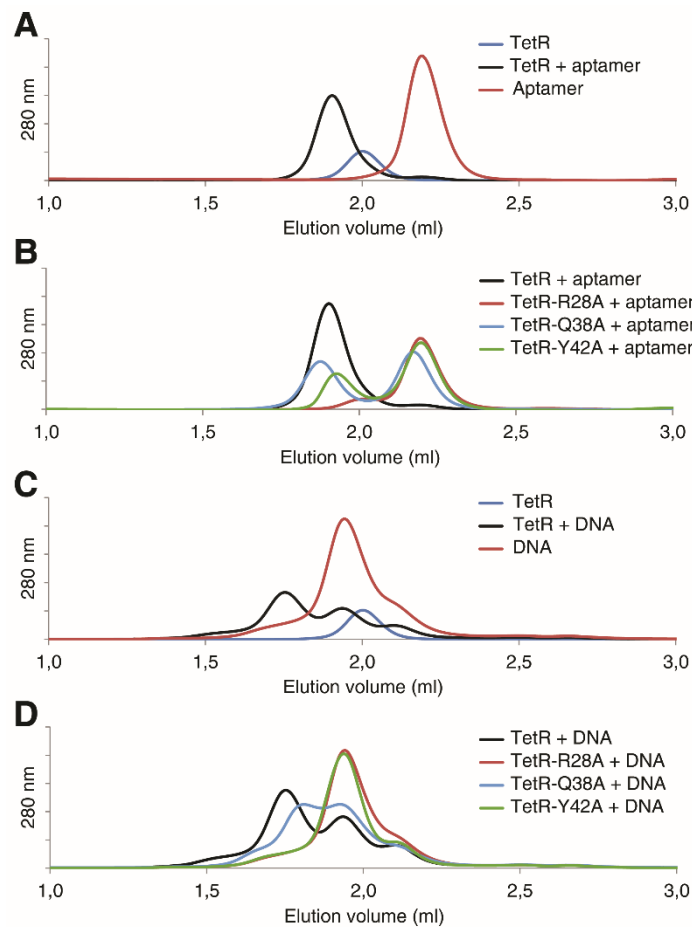 A
TetR
TetR + aptamer
Aptamer
280 nm
1,0 1,5 2,0 2,5 3,0
Elution volume (ml)
B
TetR + aptamer
TetR-R28A + aptamer
TetR-Q38A + aptamer
TetR-Y42A + aptamer
280 nm
1,0 1,5 2,0 2,5 3,0
Elution volume (ml)
C
TetR
TetR + DNA
DNA
280 nm
1,0 1,5 2,0 2,5 3,0
Elution volume (ml)
D
TetR + DNA
TetR-R28A + DNA
TetR-Q38A + DNA
TetR-Y42A + DNA
280 nm
1,0 1,5 2,0 2,5 3,0
Elution volume (ml)